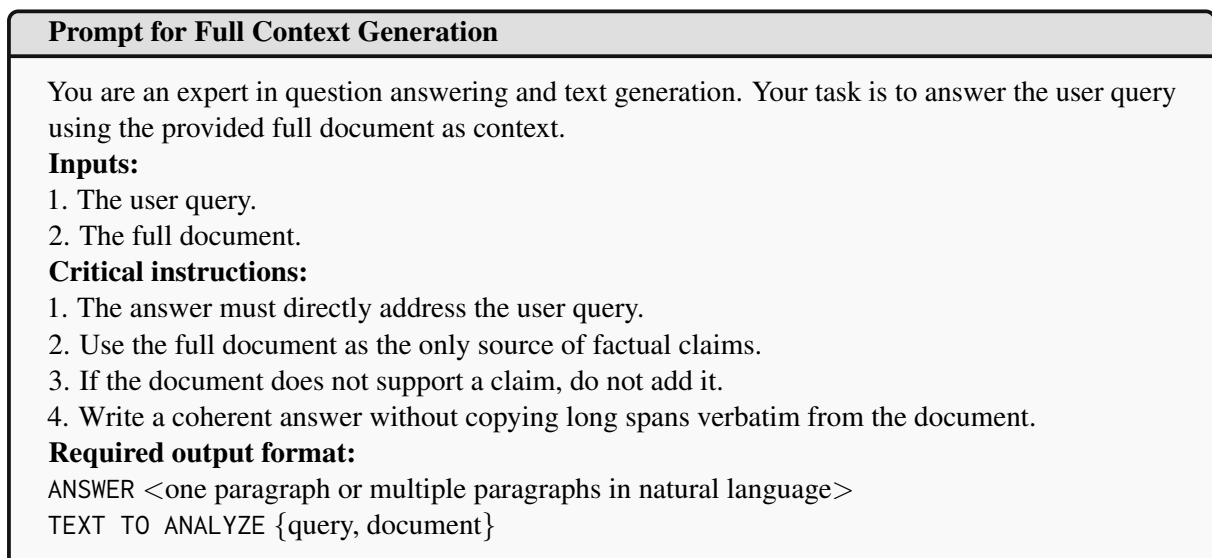 Prompt for Full Context Generation
You are an expert in question answering and text generation. Your task is to answer the user query
using the provided full document as context.
Inputs:
1. The user query.
2. The full document.
Critical instructions:
1. The answer must directly address the user query.
2. Use the full document as the only source of factual claims.
3. If the document does not support a claim, do not add it.
4. Write a coherent answer without copying long spans verbatim from the document.
Required output format:
ANSWER <one paragraph or multiple paragraphs in natural language>
TEXT TO ANALYZE {query, document}